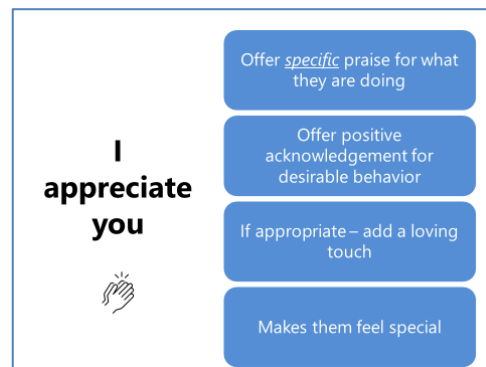 I
appreciate
you
Offer specific praise for what
they are doing
Offer positive
acknowledgement for
desirable behavior
If appropriate – add a loving
touch
Makes them feel special